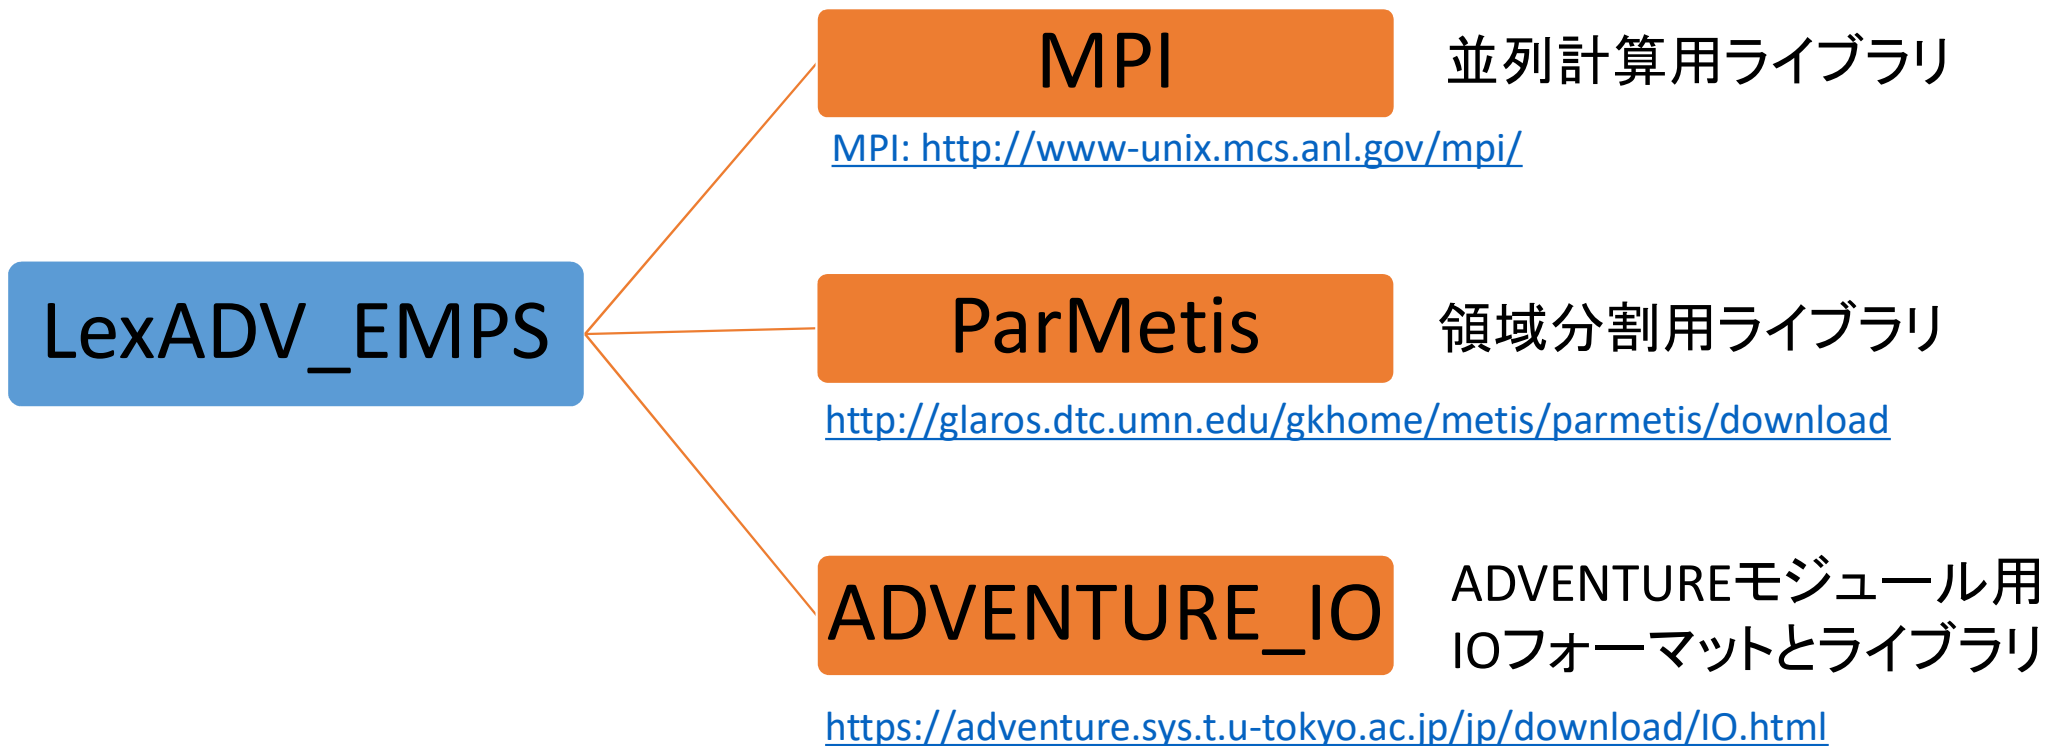 MPI
並列計算用ライブラリ
MPI: http://www-unix.mcs.anl.gov/mpi/
LexADV_EMPS
ParMetis
領域分割用ライブラリ
http://glaros.dtc.umn.edu/gkhome/metis/parmetis/download
ADVENTURE_IO
ADVENTUREモジュール用
IOフォーマットとライブラリ
https://adventure.sys.t.u-tokyo.ac.jp/jp/download/IO.html